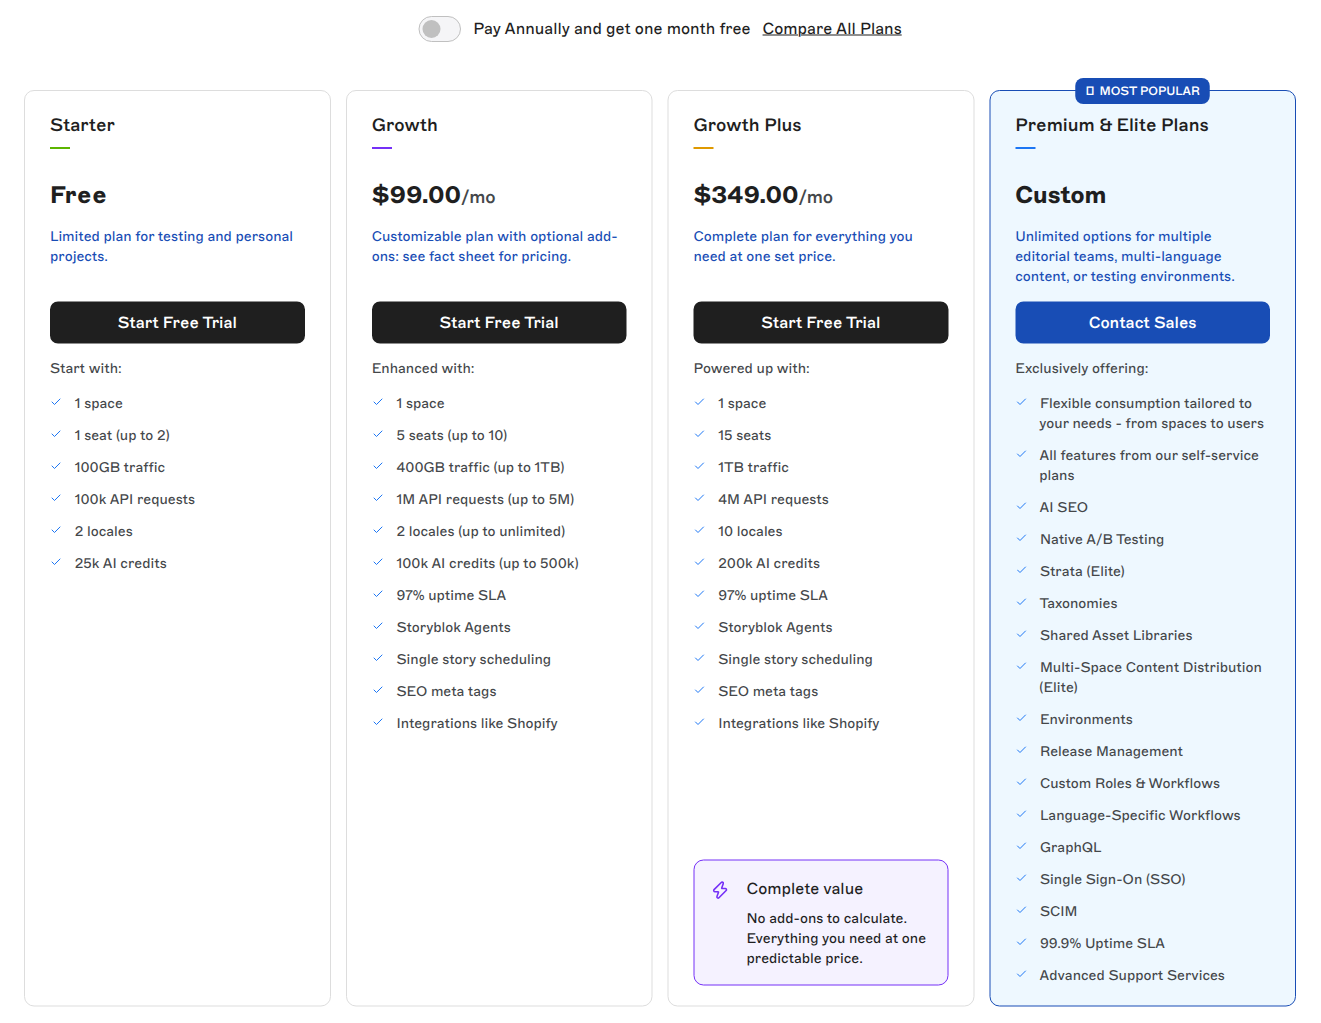 Pay Annually and get one month free Compare All Plans
Starter
Free
Limited plan for testing and personal
projects.
Start Free Trial
Start with:
1 space
1 seat (up to 2)
100GB traffic
100k API requests
2 locales
25k AI credits
Growth
$99.00/mo
Customizable plan with optional add-
ons: see fact sheet for pricing.
Start Free Trial
Enhanced with:
1 space
5 seats (up to 10)
400GB traffic (up to 1TB)
1M API requests (up to 5M)
2 locales (up to unlimited)
100k AI credits (up to 500k)
97% uptime SLA
Storyblok Agents
Single story scheduling
SEO meta tags
Integrations like Shopify
Growth Plus
$349.00/mo
Complete plan for everything you
need at one set price.
Start Free Trial
Powered up with:
1 space
15 seats
1TB traffic
4M API requests
10 locales
200k AI credits
97% uptime SLA
Storyblok Agents
Single story scheduling
SEO meta tags
Integrations like Shopify
Complete value
No add-ons to calculate.
Everything you need at one
predictable price.
MOST POPULAR
Premium & Elite Plans
Custom
Unlimited options for multiple
editorial teams, multi-language
content, or testing environments.
Contact Sales
Exclusively offering:
Flexible consumption tailored to
your needs - from spaces to users
All features from our self-service
plans
AI SEO
Native A/B Testing
Strata (Elite)
Taxonomies
Shared Asset Libraries
Multi-Space Content Distribution
(Elite)
Environments
Release Management
Custom Roles & Workflows
Language-Specific Workflows
GraphQL
Single Sign-On (SSO)
SCIM
99.9% Uptime SLA
Advanced Support Services